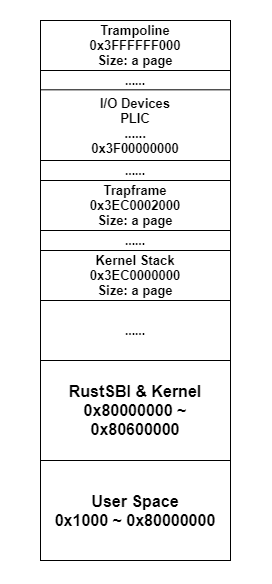 Trampoline
0x3FFFFFF000
Size: a page
......
I/O Devices
PLIC
......
0x3F00000000
......
Trapframe
0x3EC0002000
Size: a page
......
Kernel Stack
0x3EC0000000
Size: a page
......
RustSBI & Kernel
0x80000000 ~
0x80600000
User Space
0x1000 ~ 0x80000000